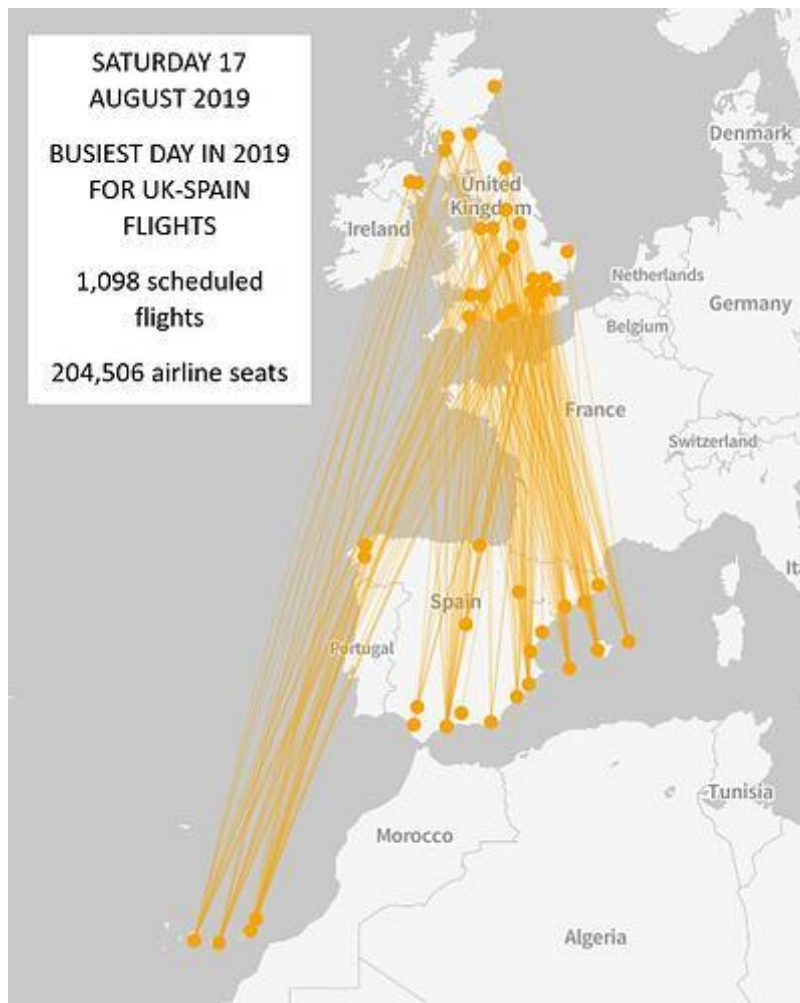 SATURDAY 17
AUGUST 2019
BUSIEST DAY IN 2019
FOR UK-SPAIN
FLIGHTS
1,098 scheduled
flights
204,506 airline seats
Denmark
United
Kingdom
Ireland
Netherlands
Germany
Belgium
France
Switzerland
Ita
Spain
Portugal
Tunisia
Morocco
Algeria